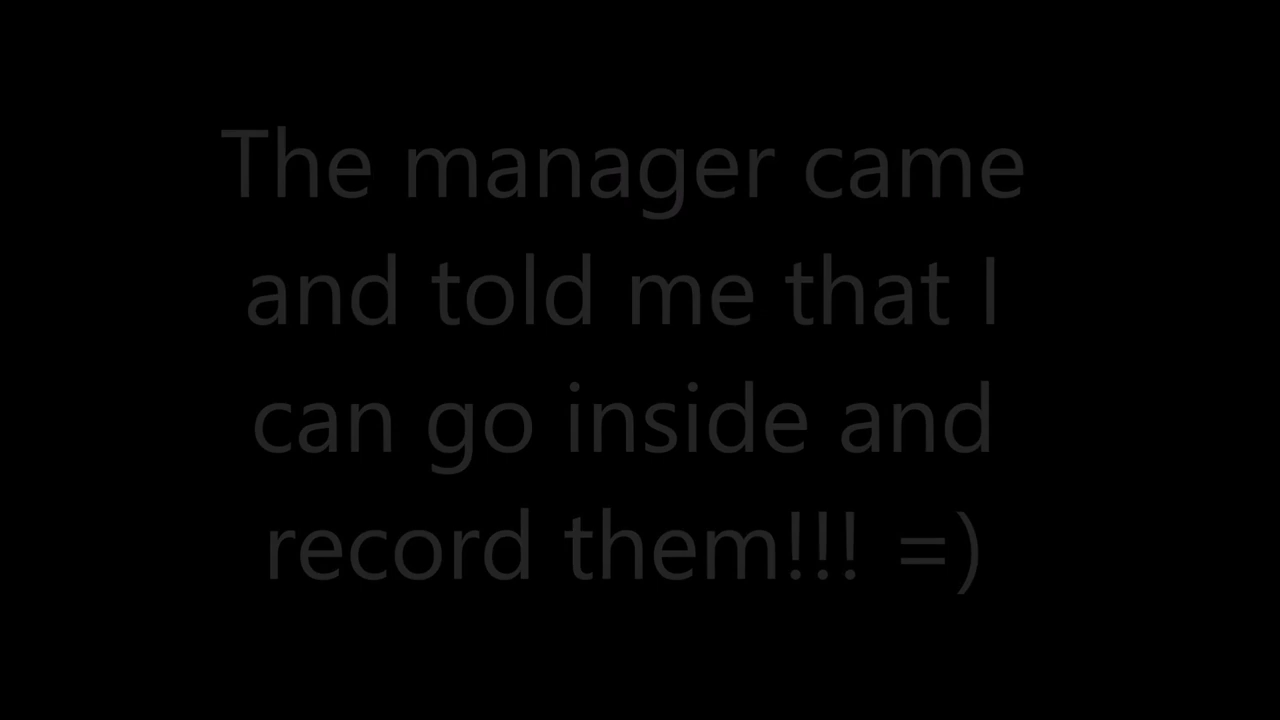 The manager came
and told me that I
can go inside and
record them!!! =)